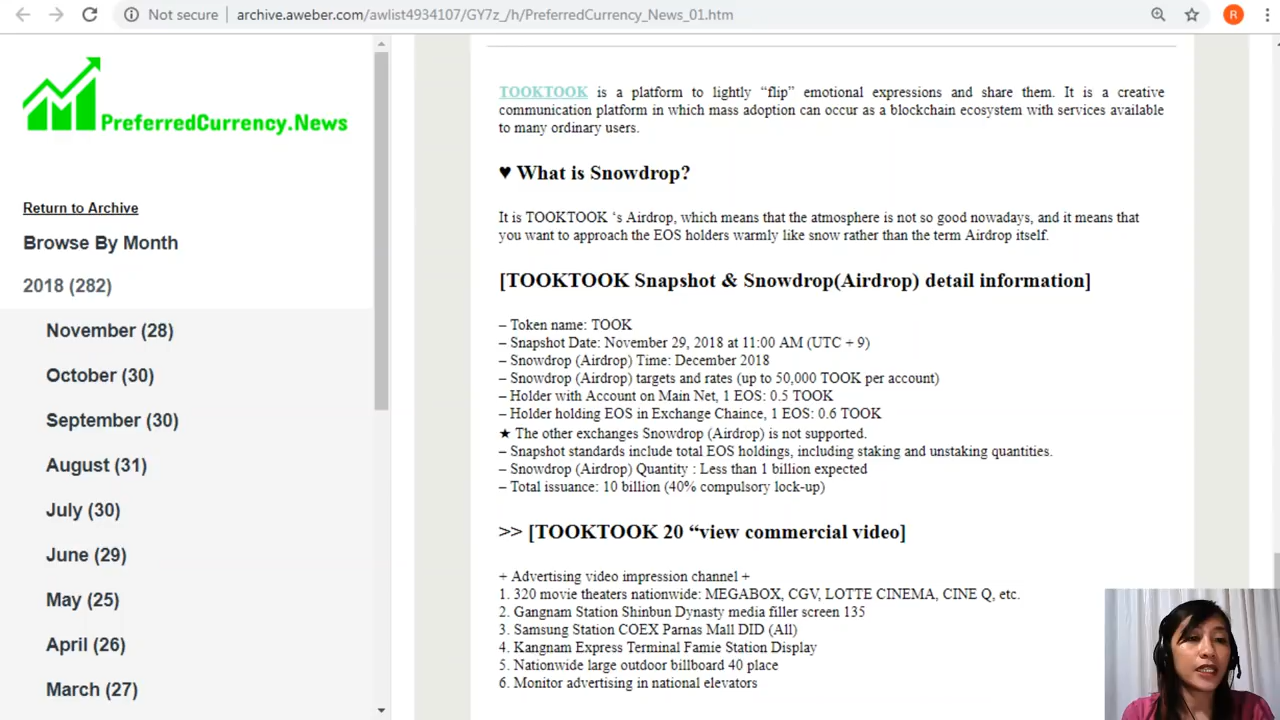 Not secure archive.aweber.com/awlist4934107/GY7z_/h/PreferredCurrency_News_01.htm R
PreferredCurrency.News
Return to Archive
Browse By Month
2018 (282)
November (28)
October (30)
September (30)
August (31)
July (30)
June (29)
May (25)
April (26)
March (27)
TOOKTOOK is a platform to lightly “flip” emotional expressions and share them. It is a creative
communication platform in which mass adoption can occur as a blockchain ecosystem with services available
to many ordinary users.
♥ What is Snowdrop?
It is TOOKTOOK ‘s Airdrop, which means that the atmosphere is not so good nowadays, and it means that
you want to approach the EOS holders warmly like snow rather than the term Airdrop itself.
[TOOKTOOK Snapshot & Snowdrop(Airdrop) detail information]
– Token name: TOOK
– Snapshot Date: November 29, 2018 at 11:00 AM (UTC + 9)
– Snowdrop (Airdrop) Time: December 2018
– Snowdrop (Airdrop) targets and rates (up to 50,000 TOOK per account)
– Holder with Account on Main Net, 1 EOS: 0.5 TOOK
– Holder holding EOS in Exchange Chaince, 1 EOS: 0.6 TOOK
★ The other exchanges Snowdrop (Airdrop) is not supported.
– Snapshot standards include total EOS holdings, including staking and unstaking quantities.
– Snowdrop (Airdrop) Quantity : Less than 1 billion expected
– Total issuance: 10 billion (40% compulsory lock-up)
>> [TOOKTOOK 20 “view commercial video]
+ Advertising video impression channel +
1. 320 movie theaters nationwide: MEGABOX, CGV, LOTTE CINEMA, CINE Q, etc.
2. Gangnam Station Shinbun Dynasty media filler screen 135
3. Samsung Station COEX Parnas Mall DID (All)
4. Kangnam Express Terminal Famie Station Display
5. Nationwide large outdoor billboard 40 place
6. Monitor advertising in national elevators